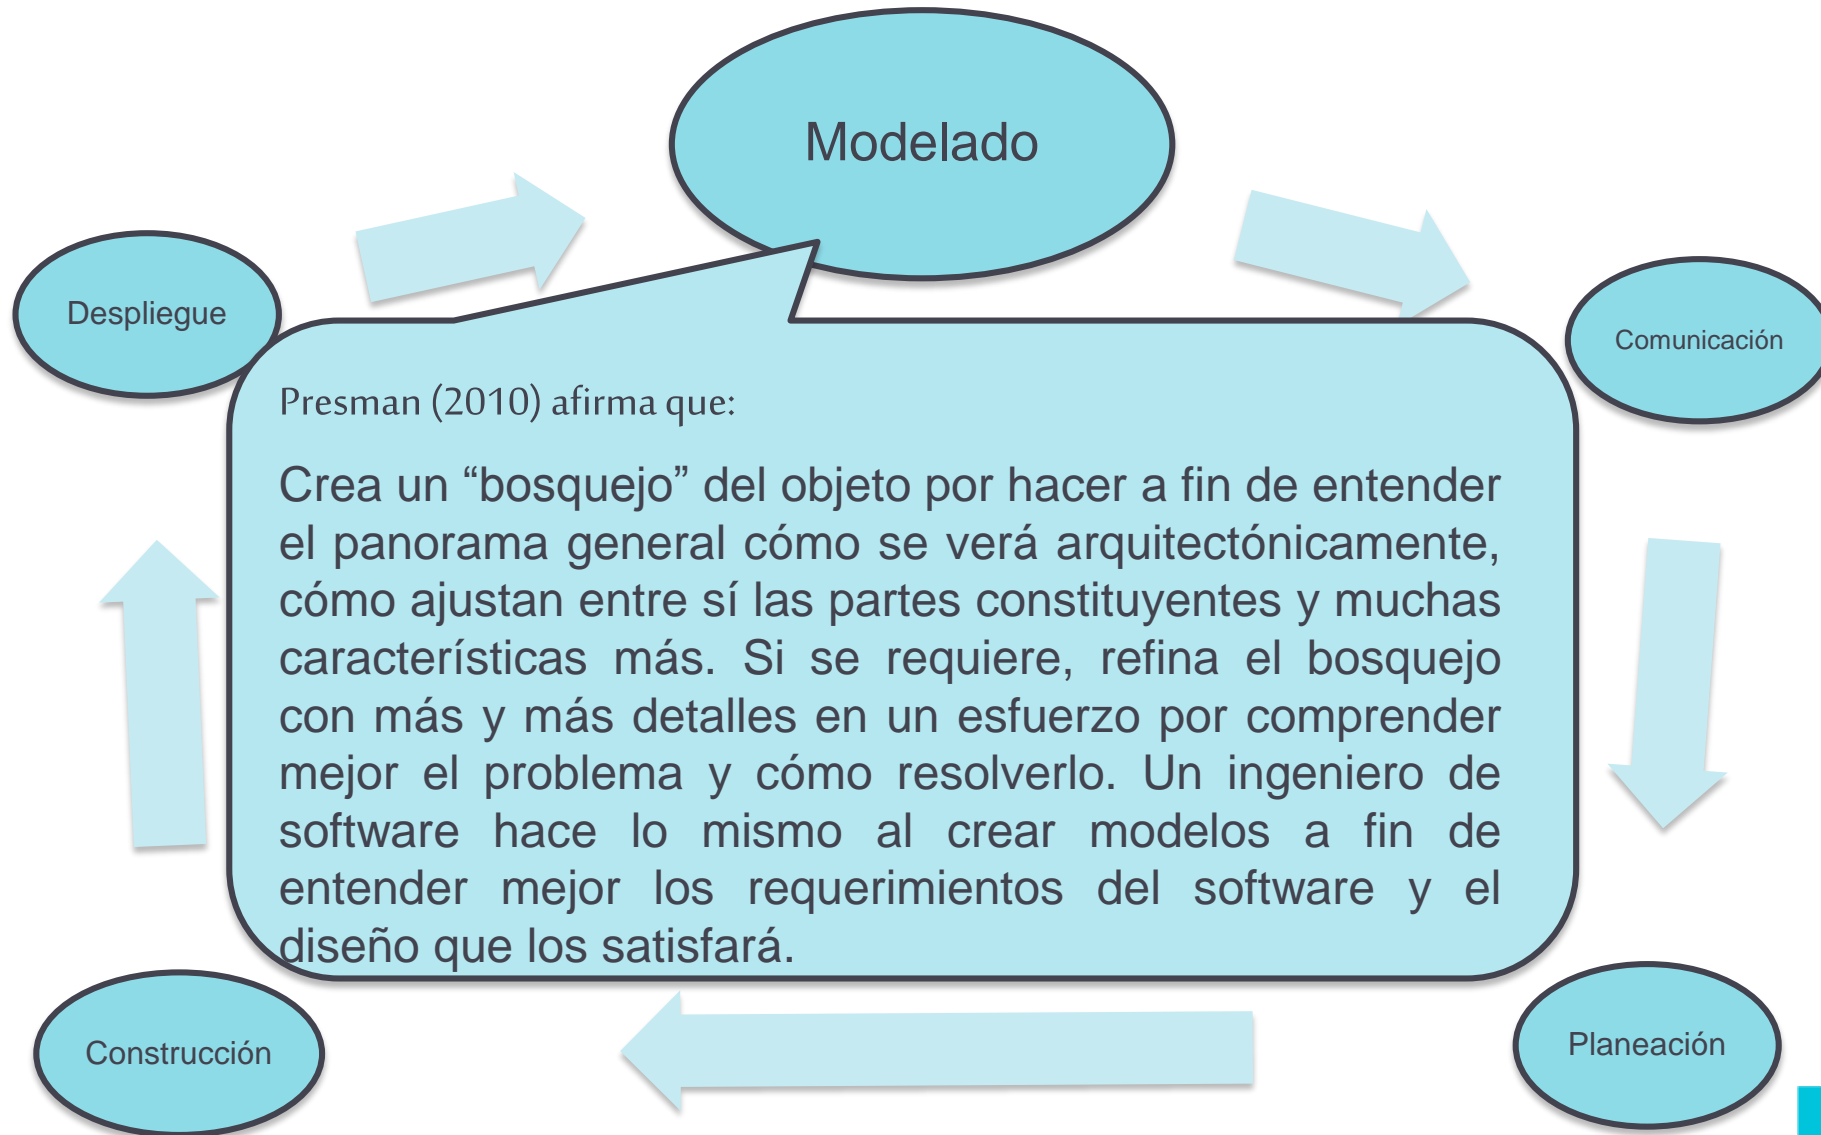 Modelado
Despliegue
Comunicación
Presman (2010) afirma que:
Crea un “bosquejo” del objeto por hacer a fin de entender
el panorama general cómo se verá arquitectónicamente,
cómo ajustan entre sí las partes constituyentes y muchas
características más. Si se requiere, refina el bosquejo
con más y más detalles en un esfuerzo por comprender
mejor el problema y cómo resolverlo. Un ingeniero de
software hace lo mismo al crear modelos a fin de
entender mejor los requerimientos del software y el
diseño que los satisfará.
Construcción
Planeación